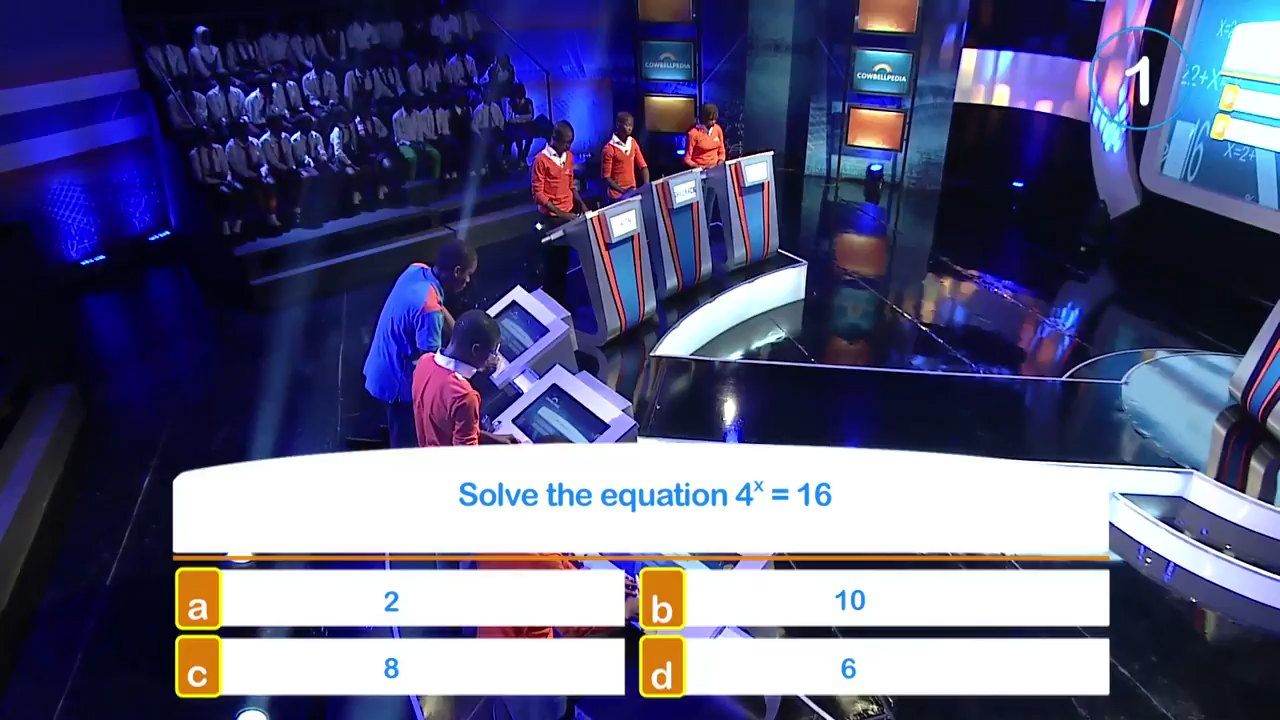 COWBELLPEDIA
COWBELLPEDIA
1
Solve the equation 4ˣ = 16
a 2
b 10
c 8
d 6